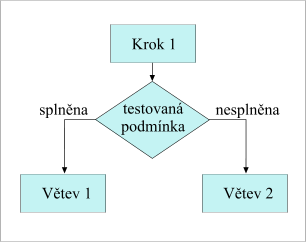 Krok 1
splněna
testovaná
podmínka
nesplněna
Větev 1
Větev 2